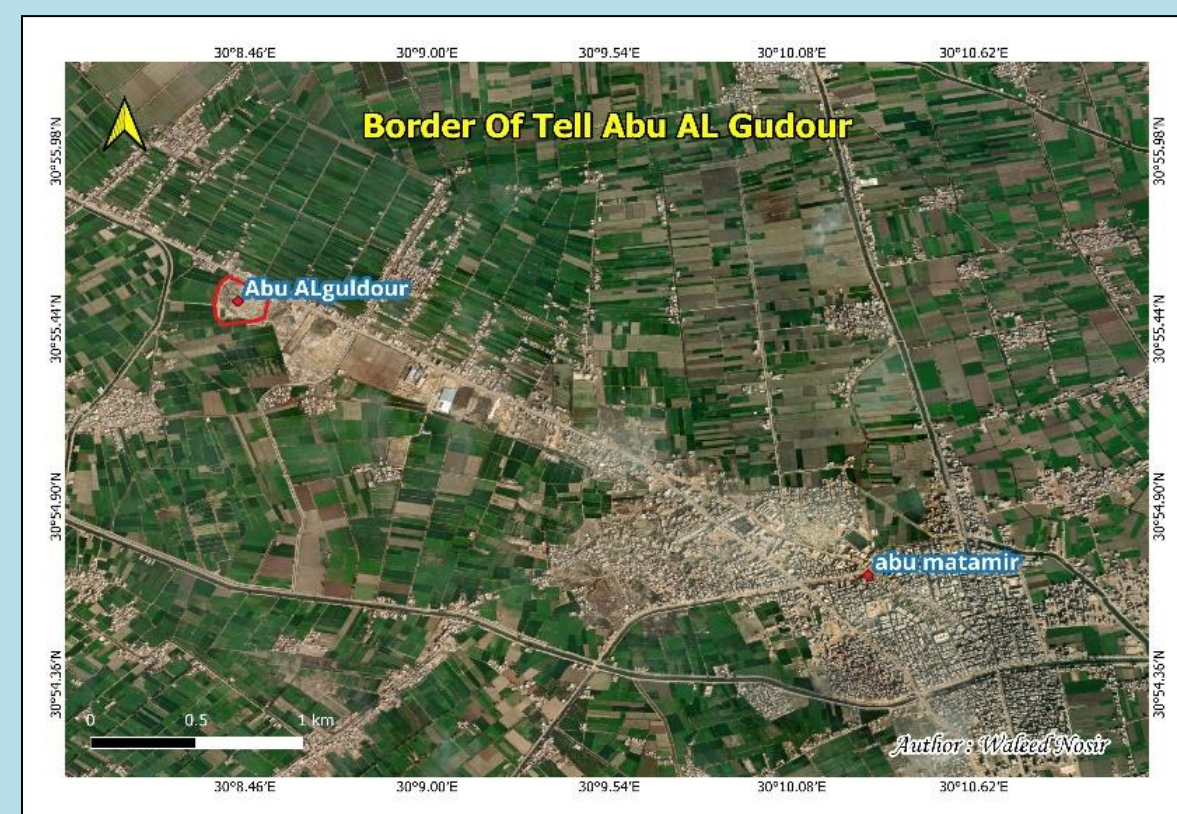 30°8.46'E 30°9.00'E 30°9.54'E 30°10.08'E 30°10.62'E
Border Of Tell Abu AL Gudour
30°55.98'N 30°55.98'N
Abu ALguldour
30°55.44'N 30°55.44'N
30°54.90'N 30°54.90'N
abu matamir
30°54.36'N 30°54.36'N
0 0.5 1 km
Author : Waleed Nosir
30°8.46'E 30°9.00'E 30°9.54'E 30°10.08'E 30°10.62'E